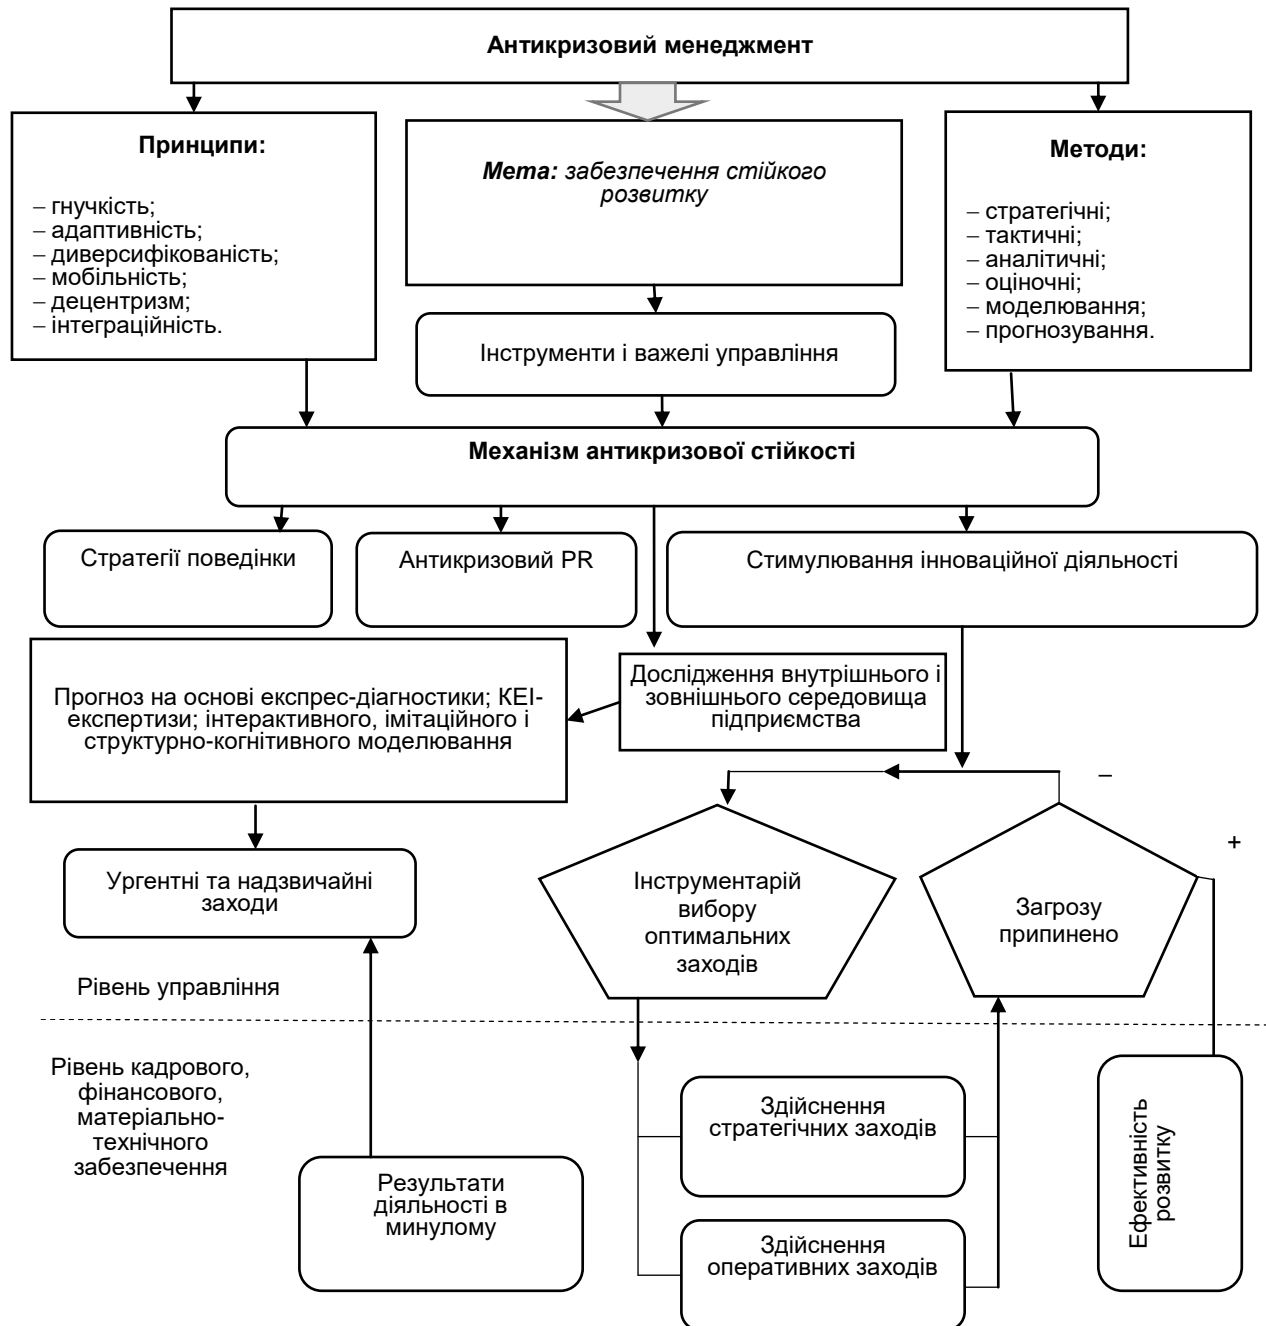 Антикризовий менеджмент
Принципи:
– гнучкість;
– адаптивність;
– диверсифікованість;
– мобільність;
– децентризм;
– інтеграційність.
Мета: забезпечення стійкого
розвитку
Методи:
– стратегічні;
– тактичні;
– аналітичні;
– оціночні;
– моделювання;
– прогнозування.
Інструменти і важелі управління
Механізм антикризової стійкості
Стратегії поведінки
Антикризовий PR
Стимулювання інноваційної діяльності
Прогноз на основі експрес-діагностики; КЕІ-
експертизи; інтерактивного, імітаційного і
структурно-когнітивного моделювання
Дослідження внутрішнього і
зовнішнього середовища
підприємства
–
+
Ургентні та надзвичайні
заходи
Інструментарій
вибору
оптимальних
заходів
Загрозу
припинено
Рівень управління
Рівень кадрового,
фінансового,
матеріально-
технічного
забезпечення
Результати
діяльності в
минулому
Здійснення
стратегічних заходів
Здійснення
оперативних заходів
Ефективність
розвитку